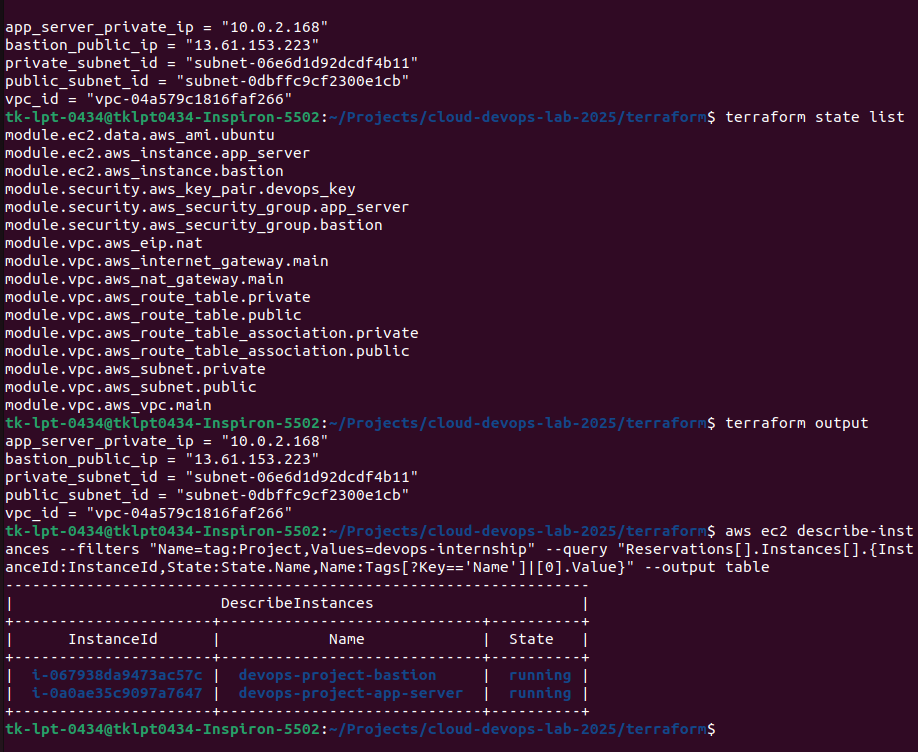 app_server_private_ip = "10.0.2.168"
bastion_public_ip = "13.61.153.223"
private_subnet_id = "subnet-06e6d1d92dcdf4b11"
public_subnet_id = "subnet-0dbffc9cf2300e1cb"
vpc_id = "vpc-04a579c1816faf266"
tk-lpt-0434@tklpt0434-Inspiron-5502:~/Projects/cloud-devops-lab-2025/terraform$ terraform state list
module.ec2.data.aws_ami.ubuntu
module.ec2.aws_instance.app_server
module.ec2.aws_instance.bastion
module.security.aws_key_pair.devops_key
module.security.aws_security_group.app_server
module.security.aws_security_group.bastion
module.vpc.aws_eip.nat
module.vpc.aws_internet_gateway.main
module.vpc.aws_nat_gateway.main
module.vpc.aws_route_table.private
module.vpc.aws_route_table.public
module.vpc.aws_route_table_association.private
module.vpc.aws_route_table_association.public
module.vpc.aws_subnet.private
module.vpc.aws_subnet.public
module.vpc.aws_vpc.main
tk-lpt-0434@tklpt0434-Inspiron-5502:~/Projects/cloud-devops-lab-2025/terraform$ terraform output
app_server_private_ip = "10.0.2.168"
bastion_public_ip = "13.61.153.223"
private_subnet_id = "subnet-06e6d1d92dcdf4b11"
public_subnet_id = "subnet-0dbffc9cf2300e1cb"
vpc_id = "vpc-04a579c1816faf266"
tk-lpt-0434@tklpt0434-Inspiron-5502:~/Projects/cloud-devops-lab-2025/terraform$ aws ec2 describe-inst
ances --filters "Name=tag:Project,Values=devops-internship" --query "Reservations[].Instances[].{Inst
anceId:InstanceId,State:State.Name,Name:Tags[?Key=='Name']|[0].Value}" --output table
-----------------------------------------------------------------
|                       DescribeInstances                       |
+----------------------+-----------------------------+----------+
|      InstanceId      |            Name             |  State   |
+----------------------+-----------------------------+----------+
|  i-067938da9473ac57c |  devops-project-bastion     |  running |
|  i-0a0ae35c9097a7647 |  devops-project-app-server  |  running |
+----------------------+-----------------------------+----------+
tk-lpt-0434@tklpt0434-Inspiron-5502:~/Projects/cloud-devops-lab-2025/terraform$